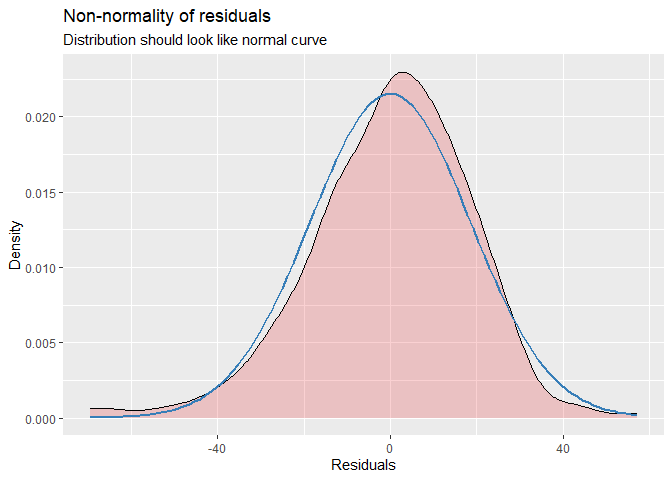 Non-normality of residuals
Distribution should look like normal curve
0.020
0.015
0.010
0.005
0.000
Density
-40
0
40
Residuals